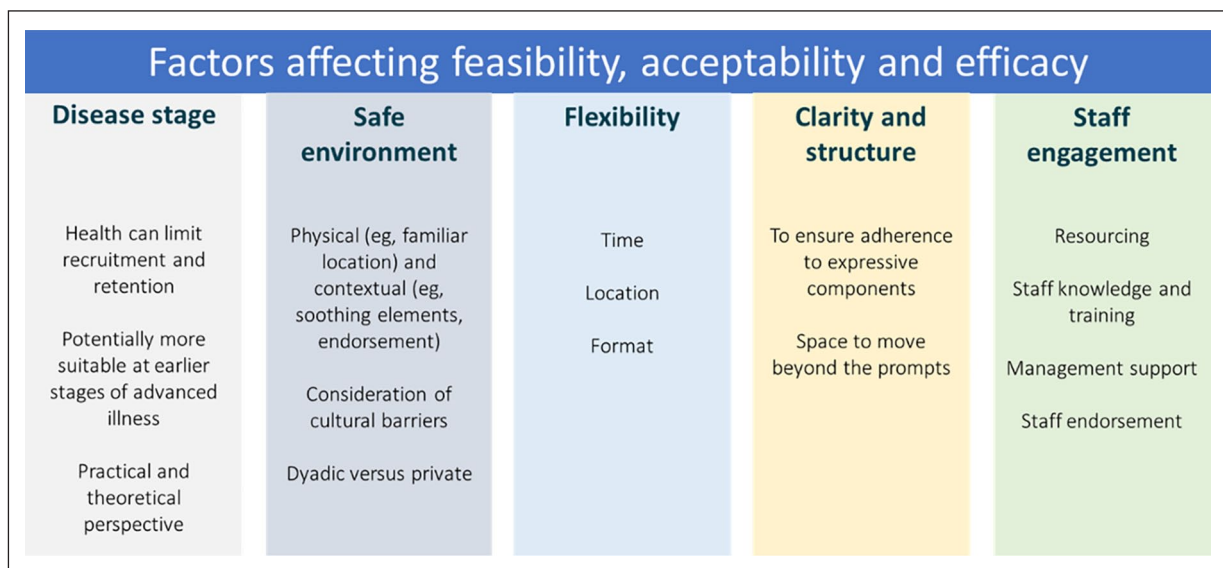 Factors affecting feasibility, acceptability and efficacy
Disease stage
Health can limit
recruitment and
retention
Potentially more
suitable at earlier
stages of advanced
illness
Practical and
theoretical
perspective
Safe
environment
Physical (eg, familiar
location) and
contextual (eg,
soothing elements,
endorsement)
Consideration of
cultural barriers
Dyadic versus private
Flexibility
Time
Location
Format
Clarity and
structure
To ensure adherence
to expressive
components
Space to move
beyond the prompts
Staff
engagement
Resourcing
Staff knowledge and
training
Management support
Staff endorsement